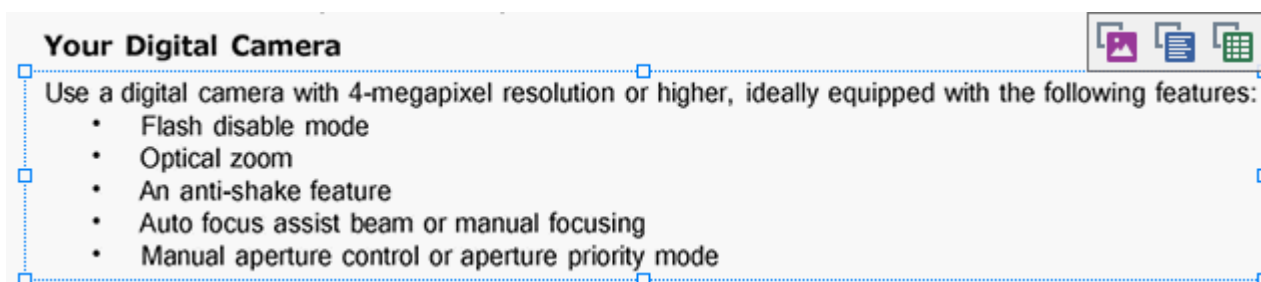 Your Digital Camera
Use a digital camera with 4-megapixel resolution or higher, ideally equipped with the following features:
• Flash disable mode
• Optical zoom
• An anti-shake feature
• Auto focus assist beam or manual focusing
• Manual aperture control or aperture priority mode